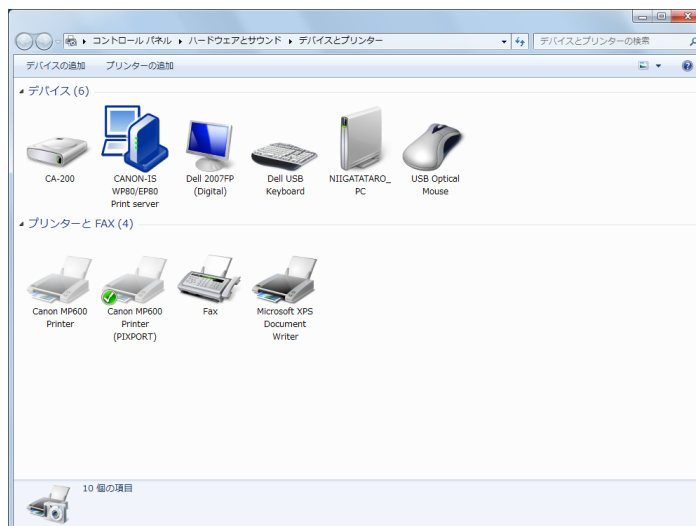 コントロール パネル ▸ ハードウェアとサウンド ▸ デバイスとプリンター
デバイスとプリンターの検索
デバイスの追加 プリンターの追加
デバイス (6)
CA-200
CANON-IS
WP80/EP80
Print server
Dell 2007FP
(Digital)
Dell USB
Keyboard
NIIGATATARO_
PC
USB Optical
Mouse
プリンターと FAX (4)
Canon MP600
Printer
Canon MP600
Printer
(PIXPORT)
Fax
Microsoft XPS
Document
Writer
10 個の項目